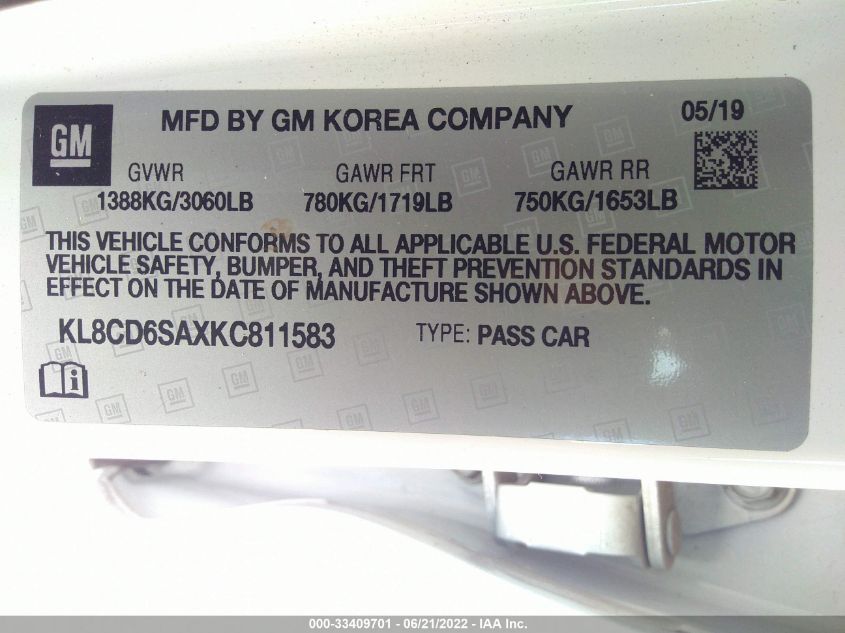 GM
MFD BY GM KOREA COMPANY
05/19
GVWR GAWR FRT GAWR RR
1388KG/3060LB 780KG/1719LB 750KG/1653LB
THIS VEHICLE CONFORMS TO ALL APPLICABLE U.S. FEDERAL MOTOR
VEHICLE SAFETY, BUMPER, AND THEFT PREVENTION STANDARDS IN
EFFECT ON THE DATE OF MANUFACTURE SHOWN ABOVE.
KL8CD6SAXKC811583 TYPE: PASS CAR
000-33409701 - 06/21/2022 - IAA Inc.